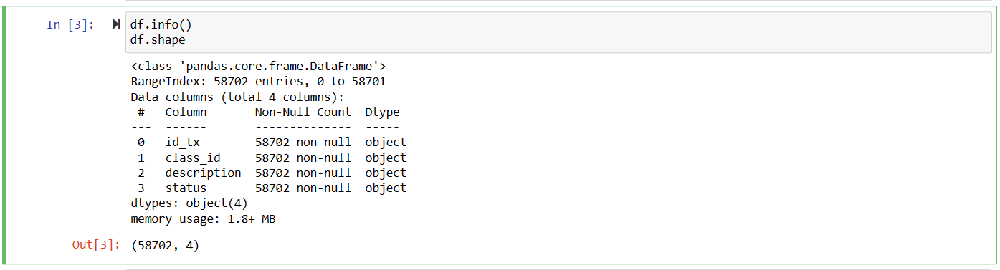 In [3]:
df.info()
df.shape
<class 'pandas.core.frame.DataFrame'>
RangeIndex: 58702 entries, 0 to 58701
Data columns (total 4 columns):
 #   Column       Non-Null Count  Dtype
---  ------       --------------  -----
 0   id_tx        58702 non-null  object
 1   class_id     58702 non-null  object
 2   description  58702 non-null  object
 3   status       58702 non-null  object
dtypes: object(4)
memory usage: 1.8+ MB
Out[3]: (58702, 4)